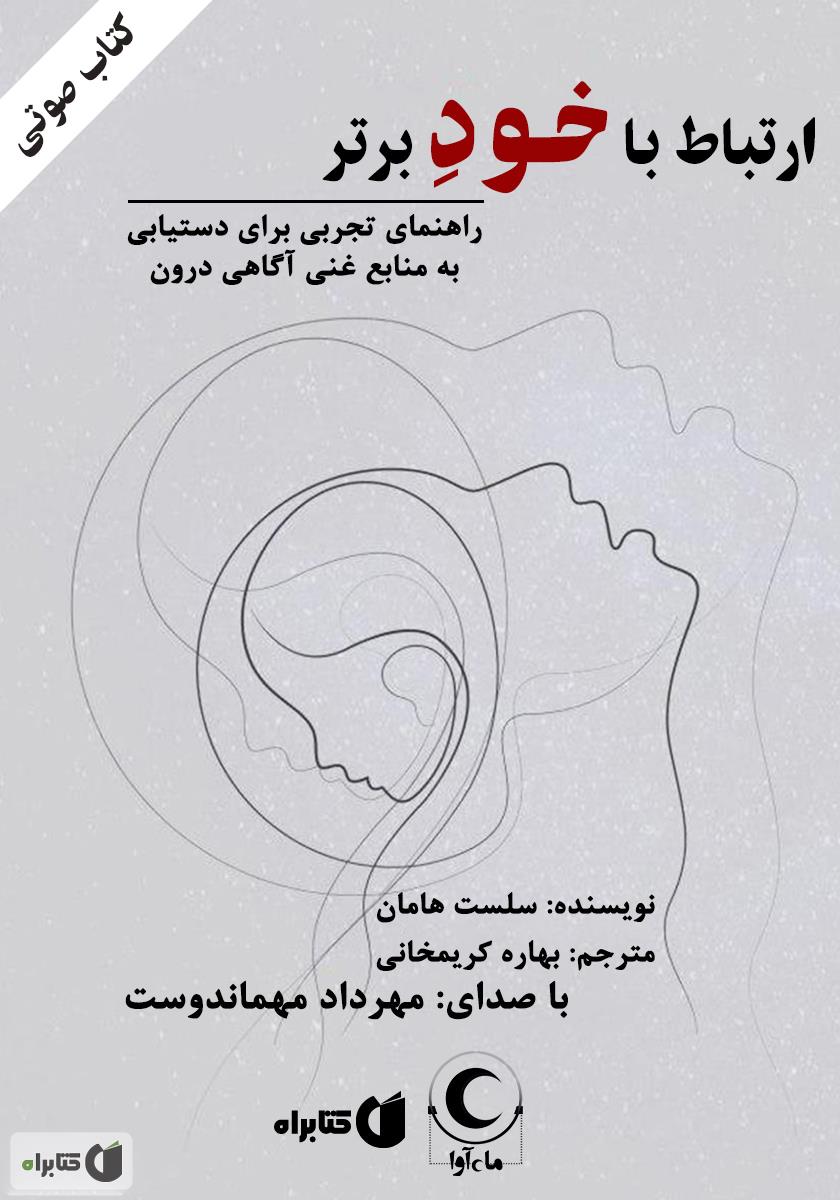 کتاب صوتی
ارتباط با خودِ برتر
راهنمای تجربی برای دستیابی
به منابع غنی آگاهی درون
نویسنده: سلست هامان
مترجم: بهاره کریمخانی
با صدای: مهرداد مهماندوست
ماه‌آوا
کتابراه
کتابراه